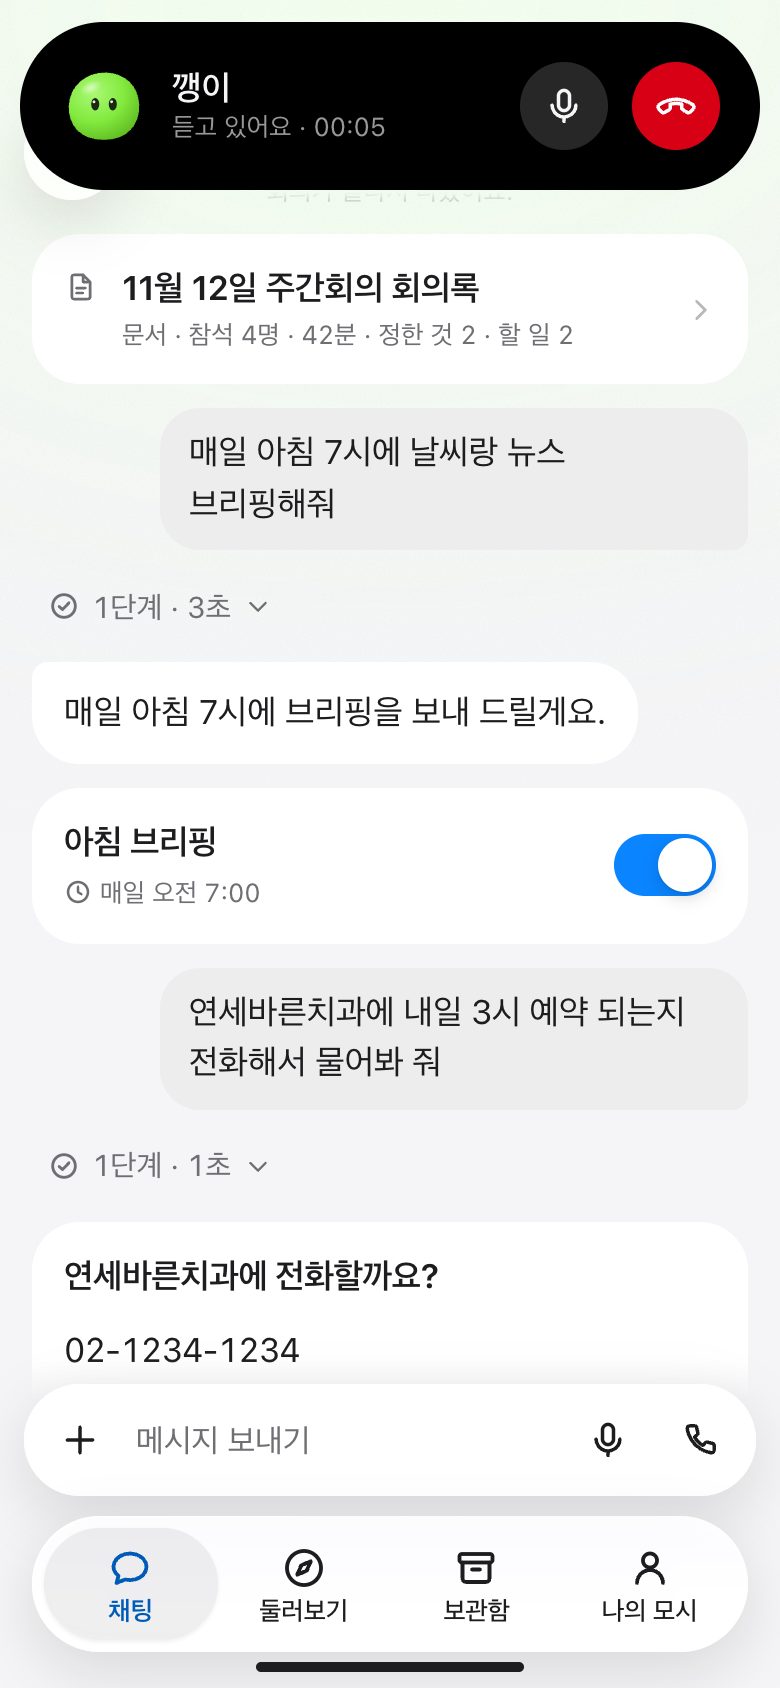 깽이
듣고 있어요 · 00:05
11월 12일 주간회의 회의록
문서 · 참석 4명 · 42분 · 정한 것 2 · 할 일 2
매일 아침 7시에 날씨랑 뉴스
브리핑해줘
1단계 · 3초
매일 아침 7시에 브리핑을 보내 드릴게요.
아침 브리핑
매일 오전 7:00
연세바른치과에 내일 3시 예약 되는지
전화해서 물어봐 줘
1단계 · 1초
연세바른치과에 전화할까요?
02-1234-1234
메시지 보내기
채팅
둘러보기
보관함
나의 모시